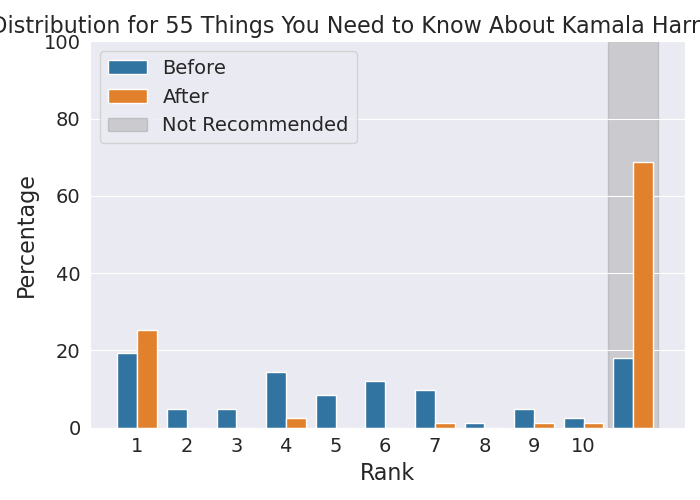 Distribution for 55 Things You Need to Know About Kamala Harr
100
80
60
40
20
0
Percentage
Before
After
Not Recommended
1 2 3 4 5 6 7 8 9 10
Rank